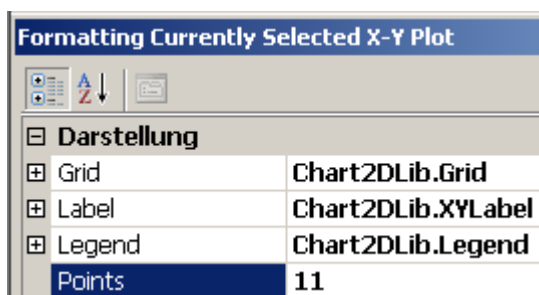 Formatting Currently Selected X-Y Plot
A
Z
Darstellung
Grid Chart2DLib.Grid
Label Chart2DLib.XYLabel
Legend Chart2DLib.Legend
Points 11